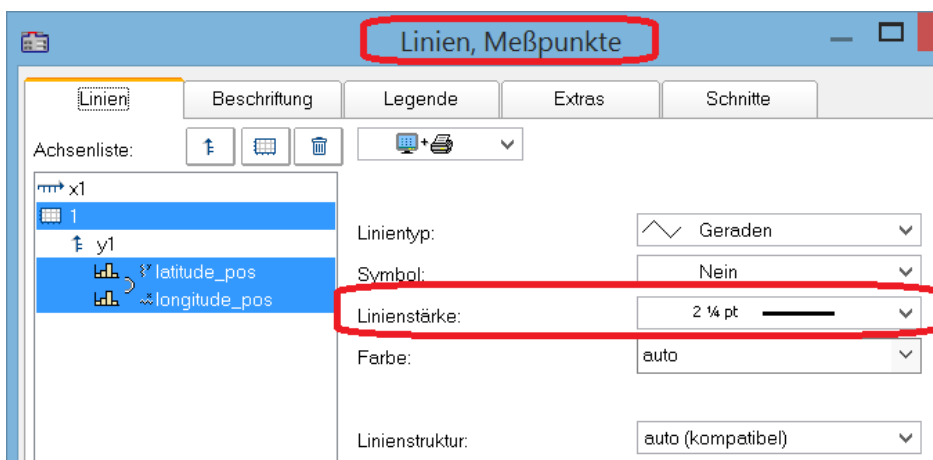 Linien, Meßpunkte
Linien Beschriftung Legende Extras Schnitte
Achsenliste:
x1
1
y1
latitude_pos
longitude_pos
Linientyp: Geraden
Symbol: Nein
Linienstärke: 2 ¼ pt
Farbe: auto
Linienstruktur: auto (kompatibel)